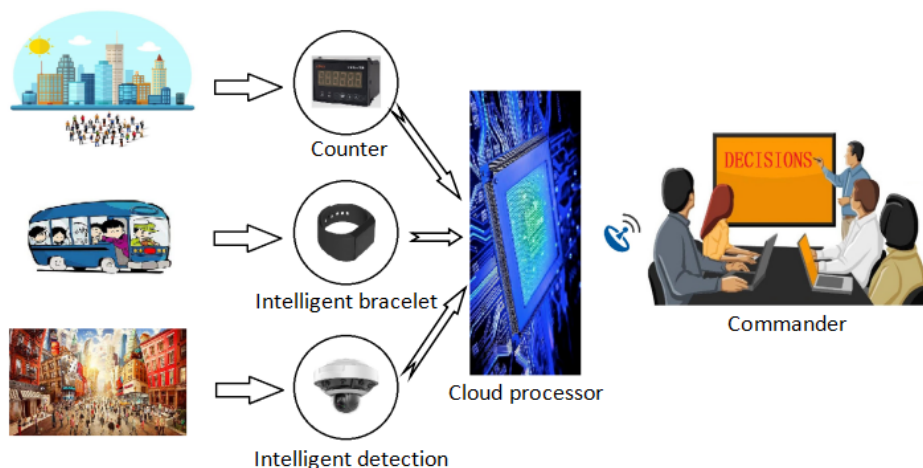 Counter
DECISIONS
Intelligent bracelet
Commander
Cloud processor
Intelligent detection